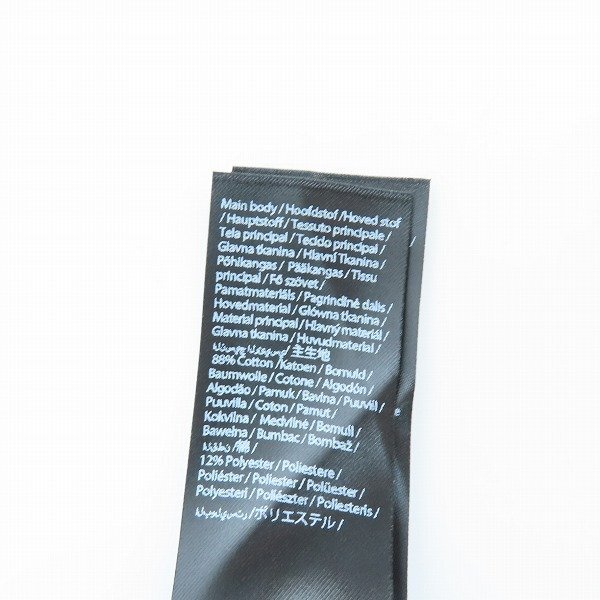 Main body / Hoofdstof /Hoved stof
/ Hauptstoff / Tessuto principale /
Tela principal / Tecido principal /
Glavna tkanina / Hlavní Tkanina /
Põhikangas / Pääkangas / Tissu
principal / Fő szövet /
Pamatmateriāls / Pagrindinė dalis /
Hovedmaterial / Główna tkanina /
Material principal / Hlavný materiál /
Glavna tkanina / Huvudmaterial /
/ 主生地
88% Cotton / Katoen / Bomuld /
Baumwolle / Cotone / Algodón /
Algodão / Pamuk / Bavlna / Puuvill /
Puuvilla / Coton / Pamut /
Kokvilna / Medvilnė / Bomull /
Bawełna / Bumbac / Bombaž /
/ 綿 /
12% Polyester / Poliestere /
Poliéster / Poliester / Polüester /
Polyesteri / Poliészter / Poliesteris /
/ ポリエステル /
e